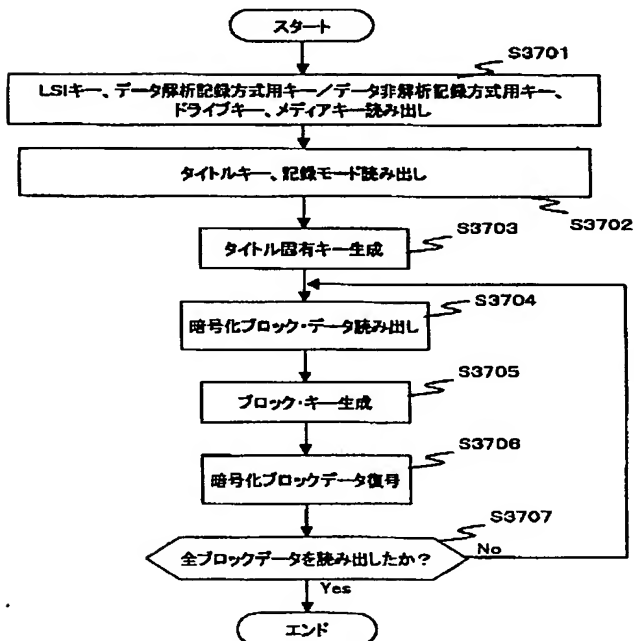 スタート
S3701
LSIキー、データ解析記録方式用キー／データ非解析記録方式用キー、
ドライブキー、メディアキー読み出し
タイトルキー、記録モード読み出し
S3702
S3703
タイトル固有キー生成
S3704
暗号化ブロック・データ読み出し
S3705
ブロック・キー生成
S3706
暗号化ブロックデータ復号
S3707
全ブロックデータを読み出したか？
No
Yes
エンド